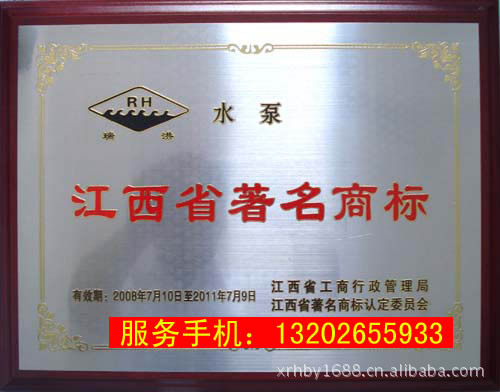 RH
瑞洪
水泵
江西省著名商标
有效期：2008年7月10日至2011年7月9日
江西省工商行政管理局
江西省著名商标认定委员会
服务手机：13202655933
xrhby1688.cn.alibaba.com